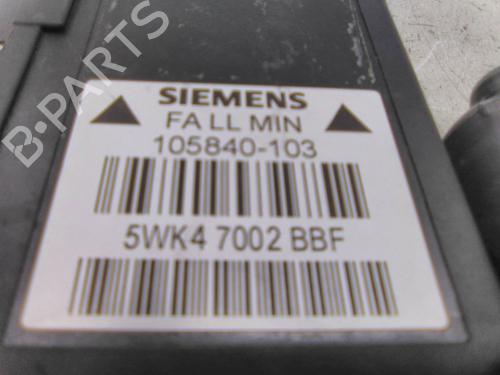 B-PARTS
SIEMENS
FA LL MIN
105840-103
5WK4 7002 BBF